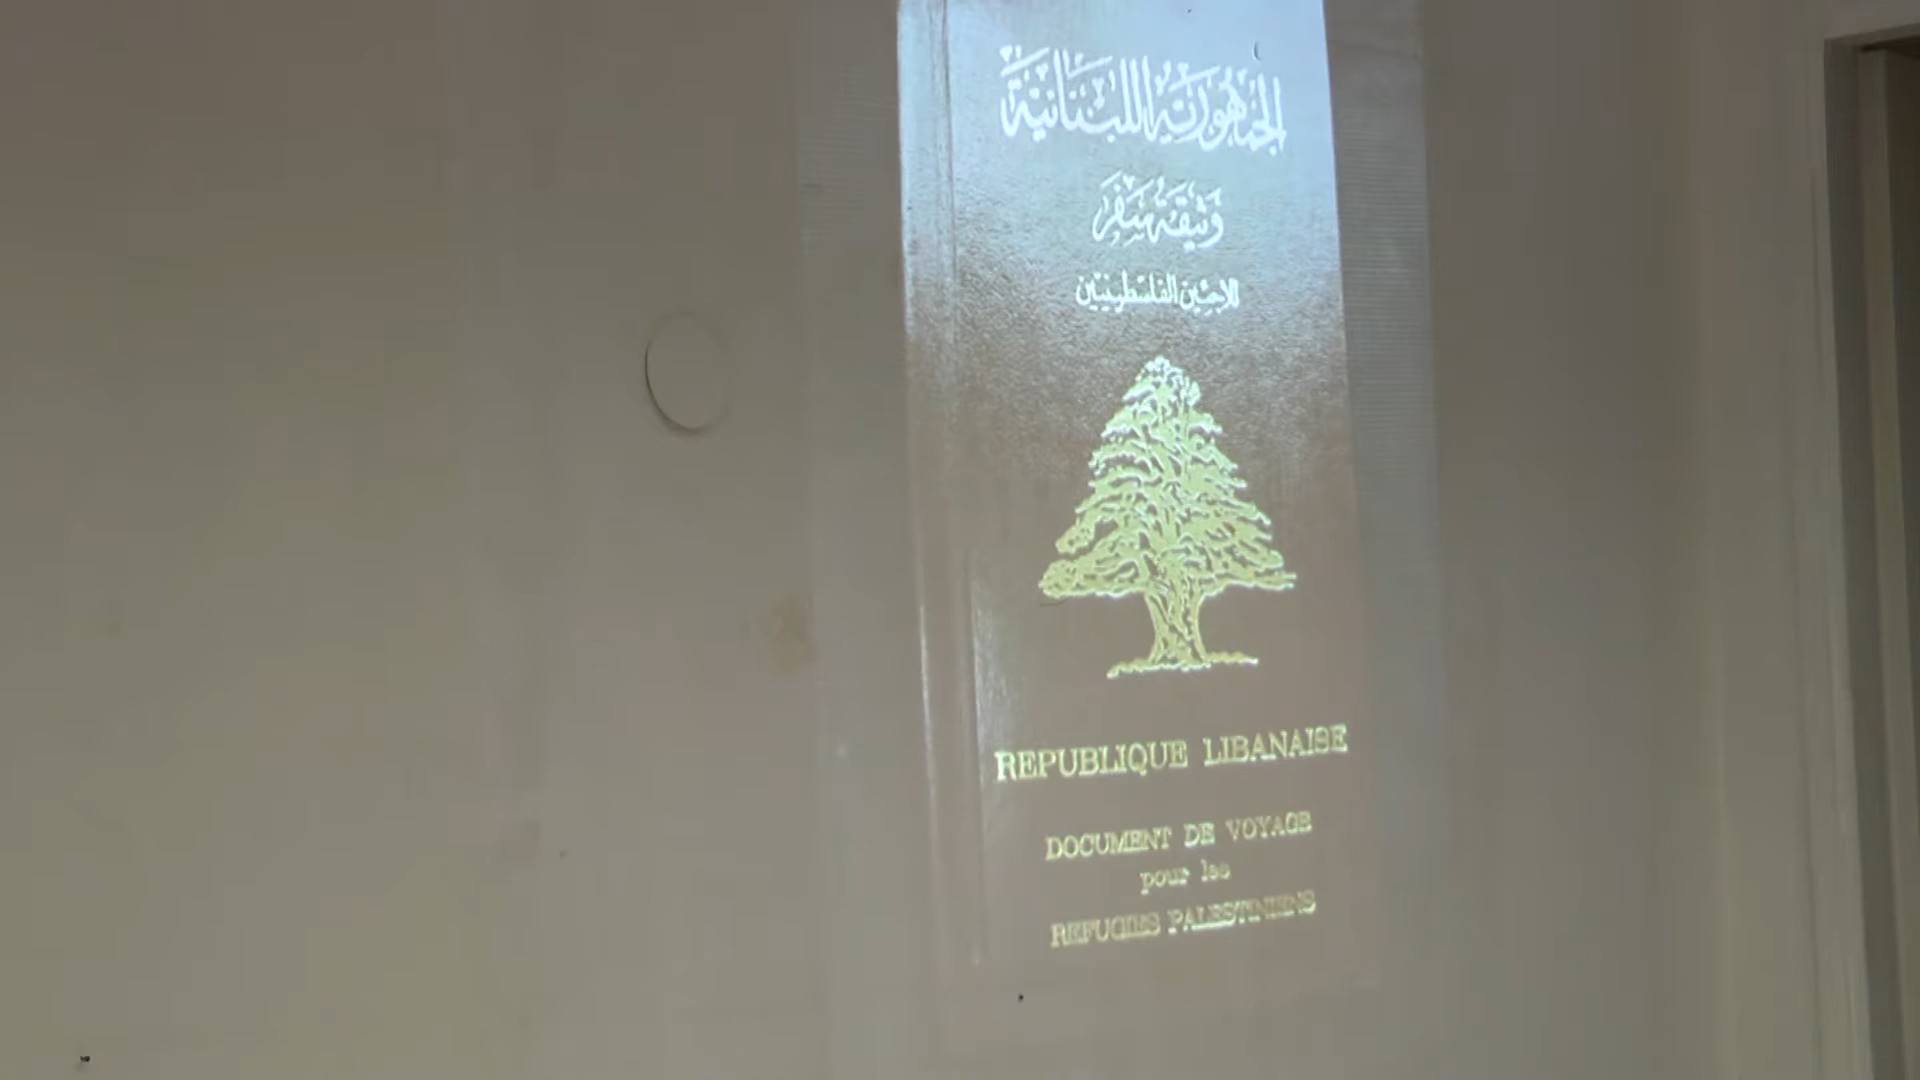 الجمهورية اللبنانية
وثيقة سفر
للاجئين الفلسطينيين
REPUBLIQUE LIBANAISE
DOCUMENT DE VOYAGE
pour les
REFUGIES PALESTINIENS